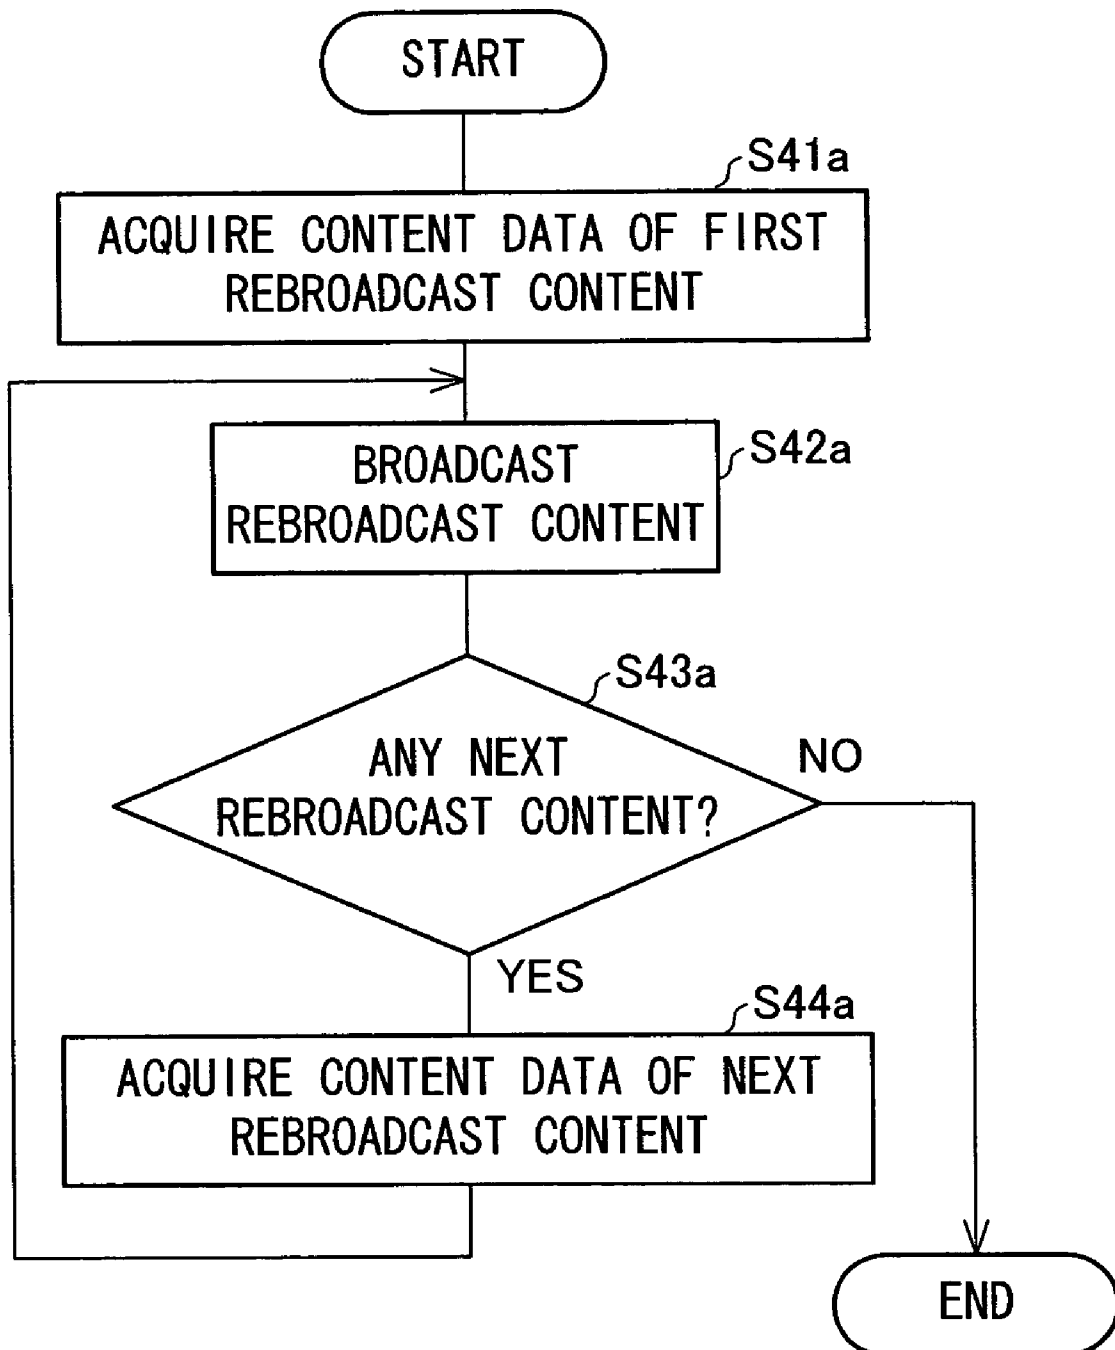 START
S41a
ACQUIRE CONTENT DATA OF FIRST
REBROADCAST CONTENT
S42a
BROADCAST
REBROADCAST CONTENT
S43a
ANY NEXT
REBROADCAST CONTENT?
NO
YES
S44a
ACQUIRE CONTENT DATA OF NEXT
REBROADCAST CONTENT
END